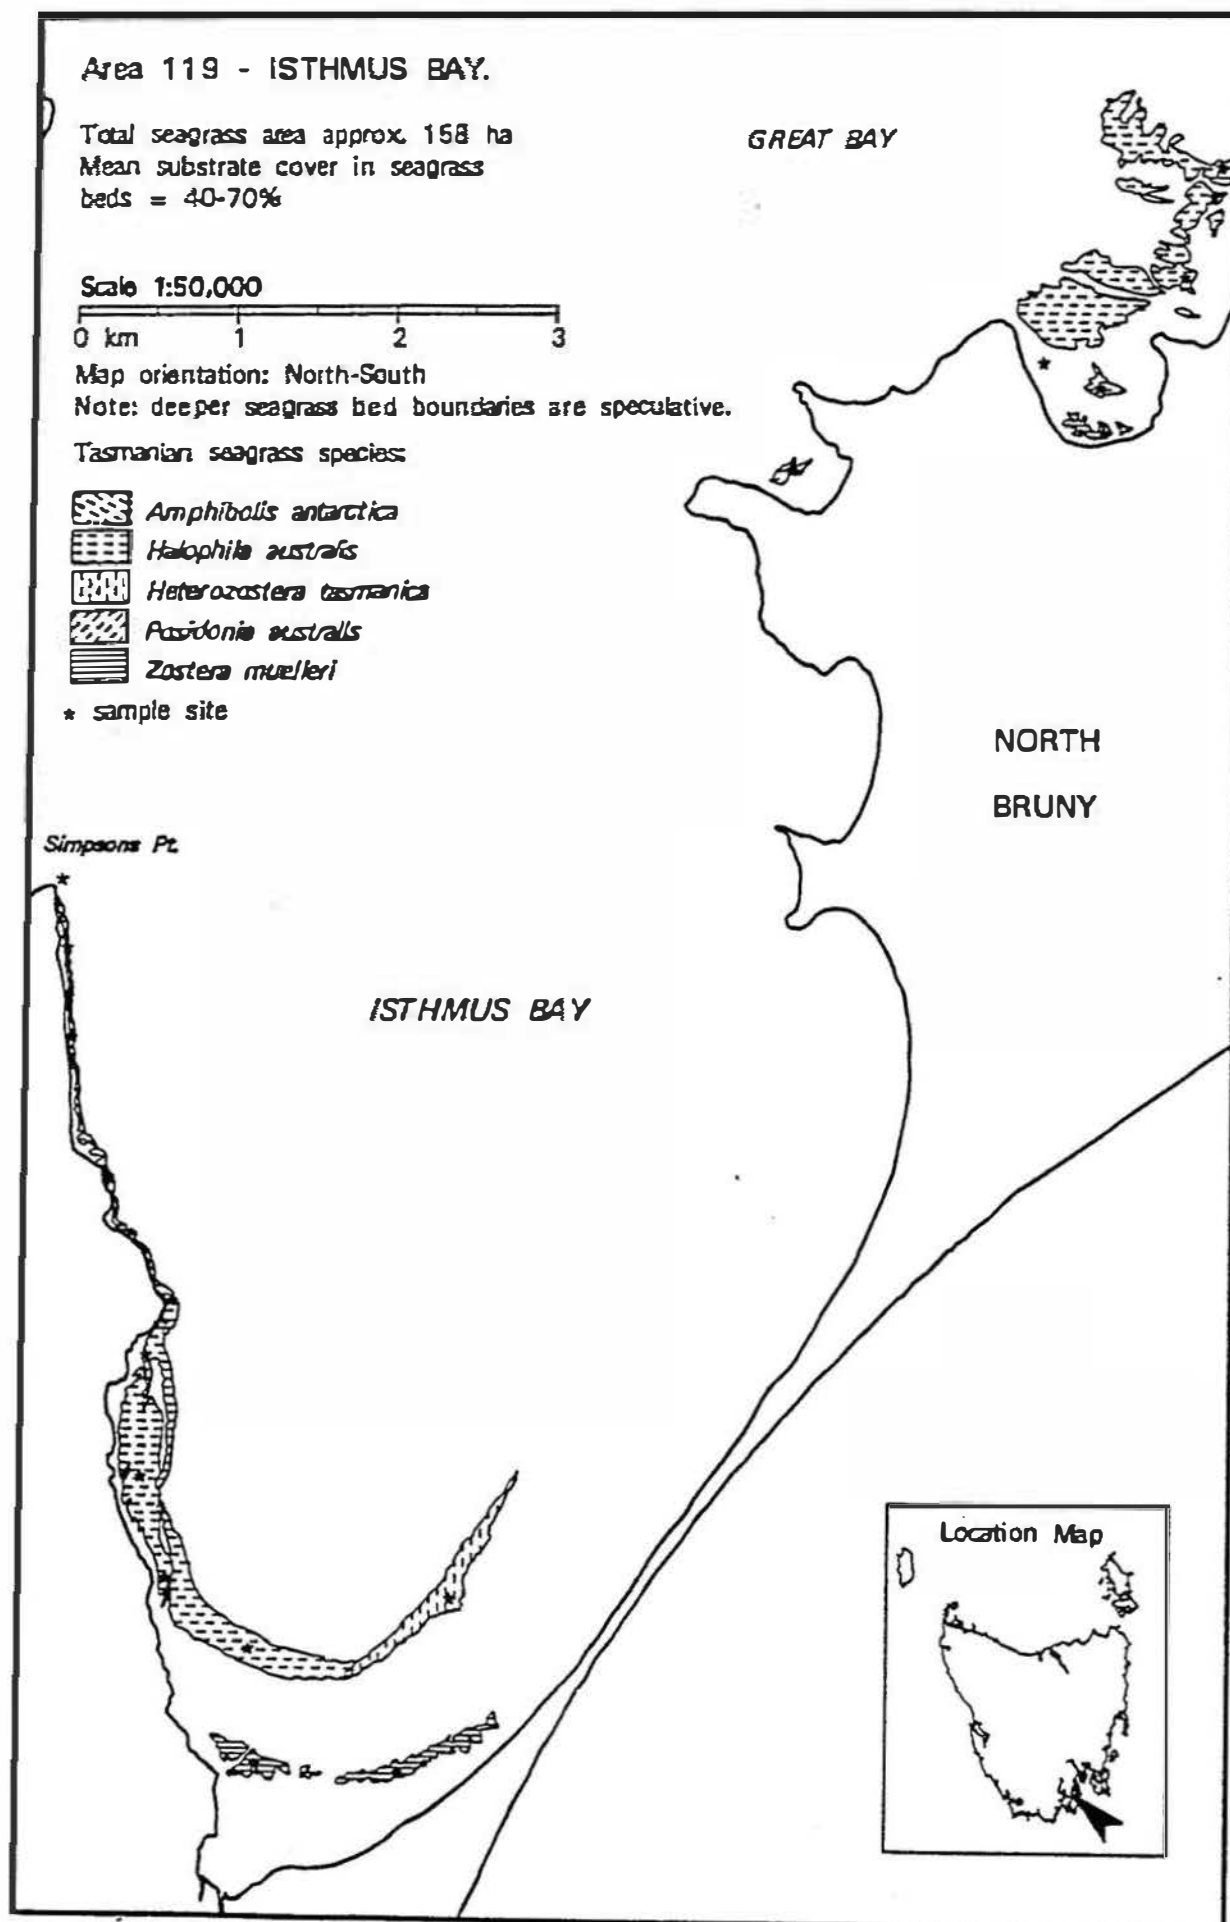 Area 119 - ISTHMUS BAY.
Total seagrass area approx. 158 ha
Mean substrate cover in seagrass
beds = 40-70%
GREAT BAY
Scale 1:50,000
0 km 1 2 3
Map orientation: North-South
Note: deeper seagrass bed boundaries are speculative.
Tasmanian seagrass species:
Amphibolis antarctica
Halophila australis
Heterozostera tasmanica
Posidonia australis
Zostera muelleri
* sample site
NORTH
BRUNY
Simpsons Pt.
ISTHMUS BAY
Location Map